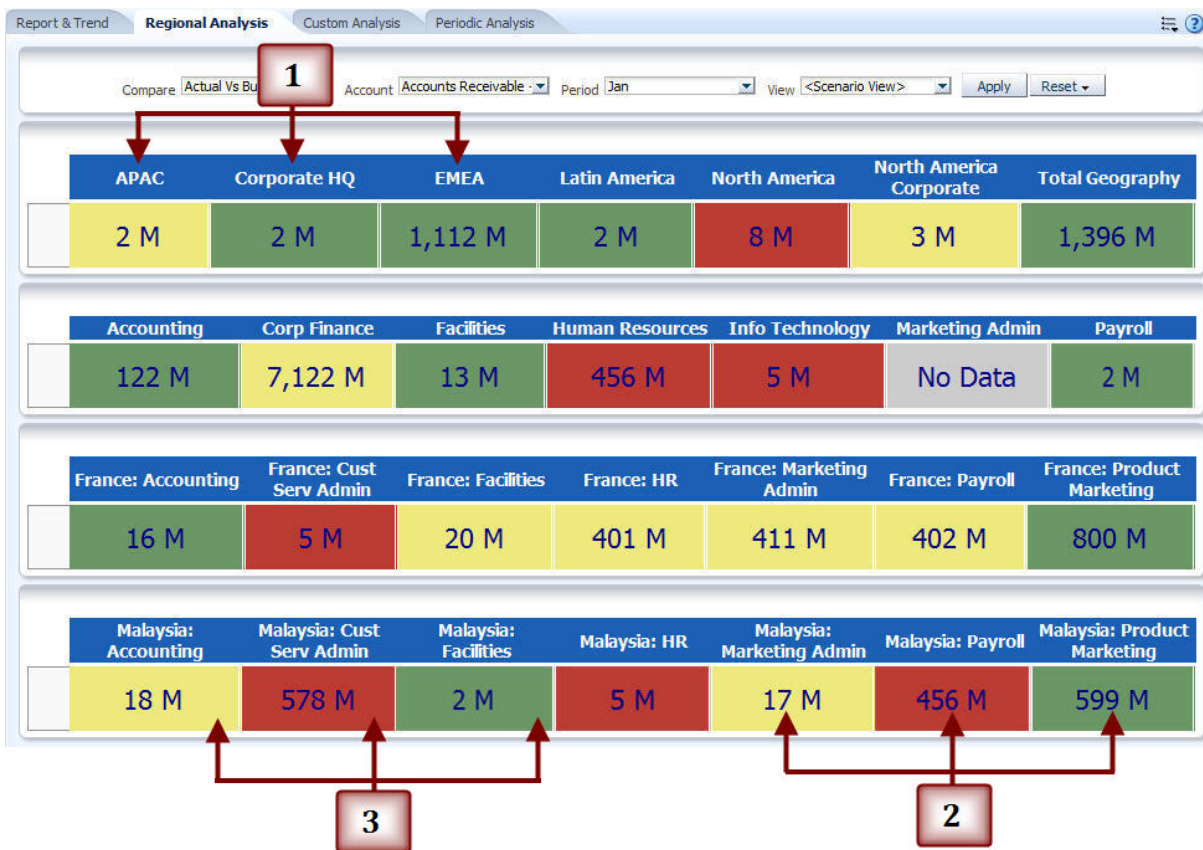 Report & Trend Regional Analysis Custom Analysis Periodic Analysis
Compare Actual Vs Bu Account Accounts Receivable - Period Jan View <Scenario View> Apply Reset
1
APAC Corporate HQ EMEA Latin America North America North America Corporate Total Geography
2 M 2 M 1,112 M 2 M 8 M 3 M 1,396 M
Accounting Corp Finance Facilities Human Resources Info Technology Marketing Admin Payroll
122 M 7,122 M 13 M 456 M 5 M No Data 2 M
France: Accounting France: Cust Serv Admin France: Facilities France: HR France: Marketing Admin France: Payroll France: Product Marketing
16 M 5 M 20 M 401 M 411 M 402 M 800 M
Malaysia: Accounting Malaysia: Cust Serv Admin Malaysia: Facilities Malaysia: HR Malaysia: Marketing Admin Malaysia: Payroll Malaysia: Product Marketing
18 M 578 M 2 M 5 M 17 M 456 M 599 M
3 2